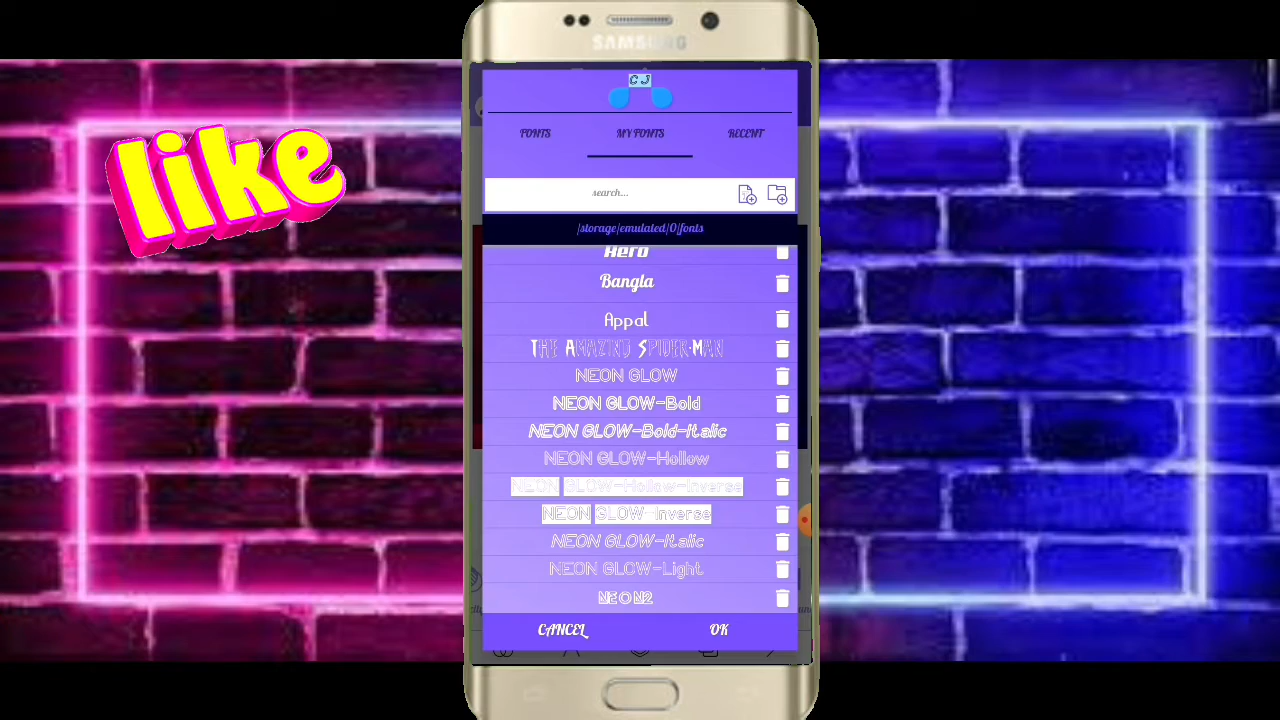 SAMSUNG
like
CJ
FONTS MY FONTS RECENT
search...
/storage/emulated/0/fonts
Hero
Bangla
Appal
THE AMAZING SPIDER-MAN
NEON GLOW
NEON GLOW-Bold
NEON GLOW-Bold-Italic
NEON GLOW-Hollow
NEON GLOW-Hollow-Inverse
NEON GLOW-Inverse
NEON GLOW-Italic
NEON GLOW-Light
NEON2
CANCEL OK